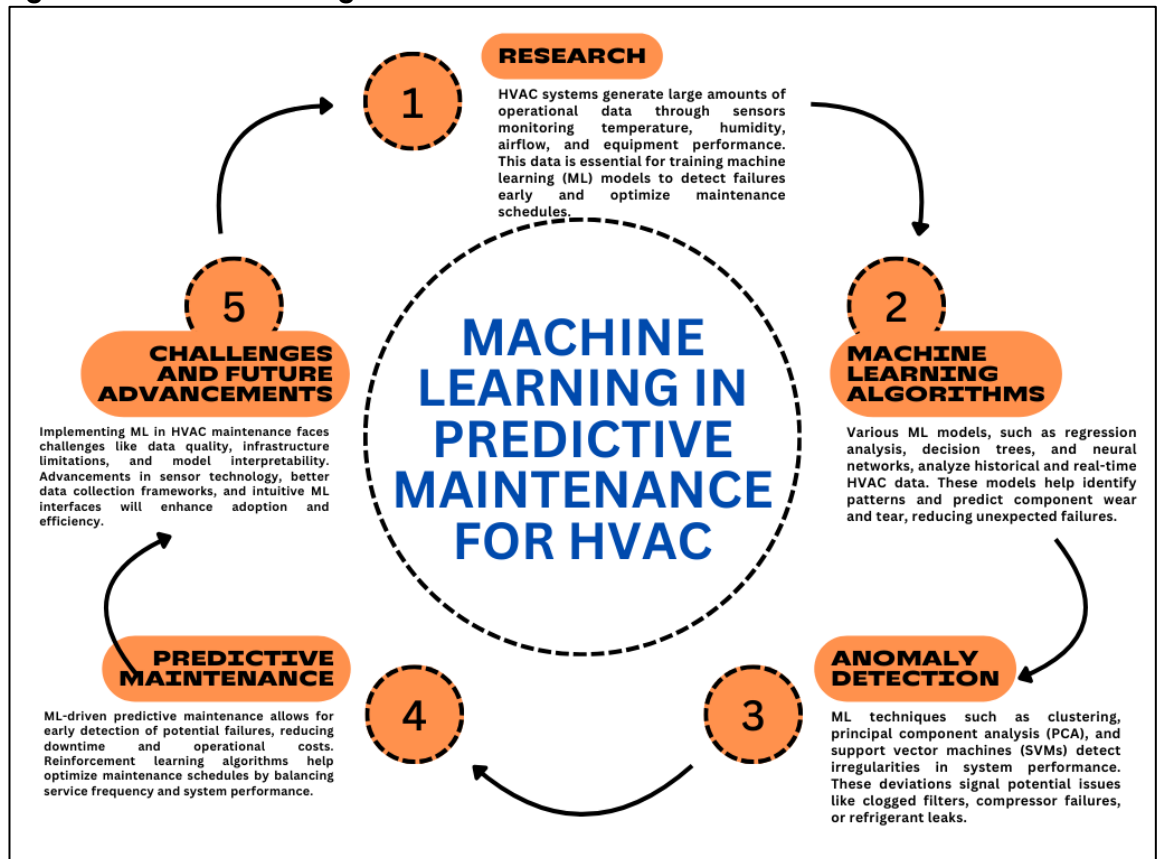 1
RESEARCH
HVAC systems generate large amounts of
operational data through sensors
monitoring temperature, humidity,
airflow, and equipment performance.
This data is essential for training machine
learning (ML) models to detect failures
early and optimize maintenance
schedules.
2
MACHINE
LEARNING
ALGORITHMS
Various ML models, such as regression
analysis, decision trees, and neural
networks, analyze historical and real-time
HVAC data. These models help identify
patterns and predict component wear
and tear, reducing unexpected failures.
3
ANOMALY
DETECTION
ML techniques such as clustering,
principal component analysis (PCA), and
support vector machines (SVMs) detect
irregularities in system performance.
These deviations signal potential issues
like clogged filters, compressor failures,
or refrigerant leaks.
4
PREDICTIVE
MAINTENANCE
ML-driven predictive maintenance allows for
early detection of potential failures, reducing
downtime and operational costs.
Reinforcement learning algorithms help
optimize maintenance schedules by balancing
service frequency and system performance.
5
CHALLENGES
AND FUTURE
ADVANCEMENTS
Implementing ML in HVAC maintenance faces
challenges like data quality, infrastructure
limitations, and model interpretability.
Advancements in sensor technology, better
data collection frameworks, and intuitive ML
interfaces will enhance adoption and
efficiency.
MACHINE
LEARNING IN
PREDICTIVE
MAINTENANCE
FOR HVAC